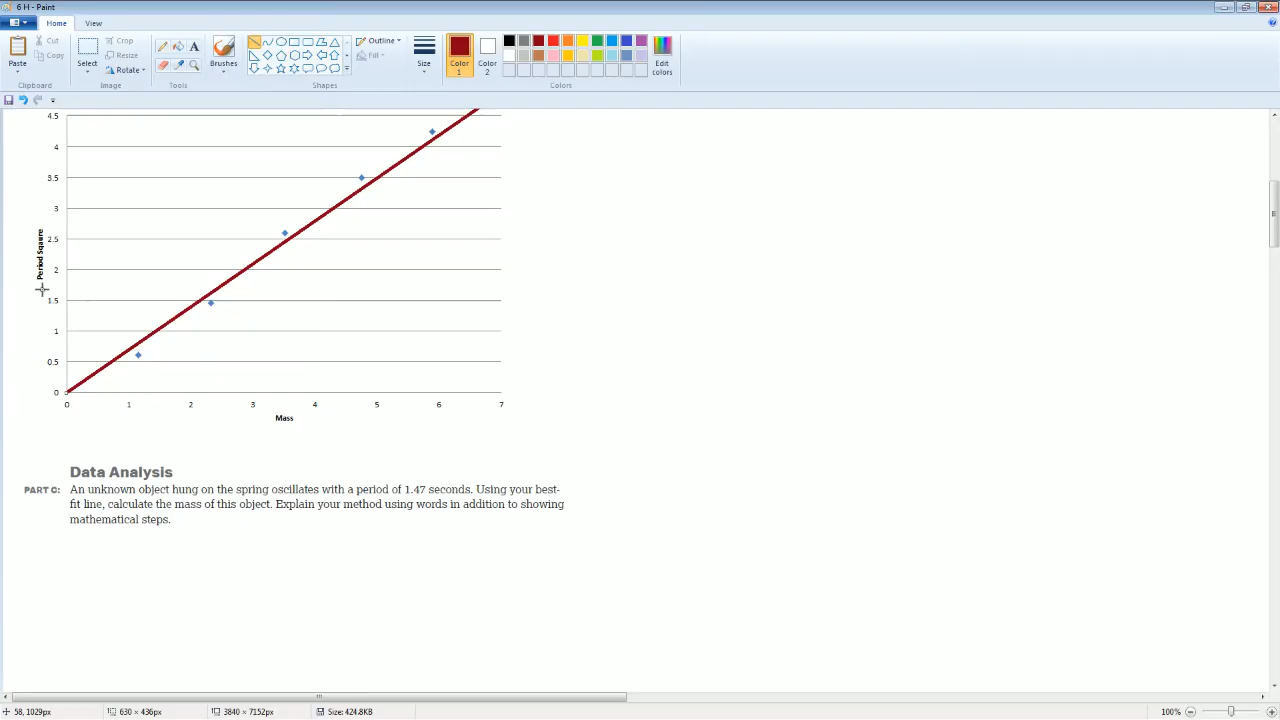 6 H - Paint
Home
View
Paste
Cut
Copy
Clipboard
Select
Crop
Resize
Rotate
Image
A
Tools
Brushes
Shapes
Outline
Fill
Size
Color
1
Color
2
Edit
colors
Colors
4.5
4
3.5
3
2.5
2
1.5
1
0.5
0
Period Sqaure
0 1 2 3 4 5 6 7
Mass
Data Analysis
PART C: An unknown object hung on the spring oscillates with a period of 1.47 seconds. Using your best-
fit line, calculate the mass of this object. Explain your method using words in addition to showing
mathematical steps.
58, 1029px
630 × 436px
3840 × 7152px
Size: 424.8KB
100%